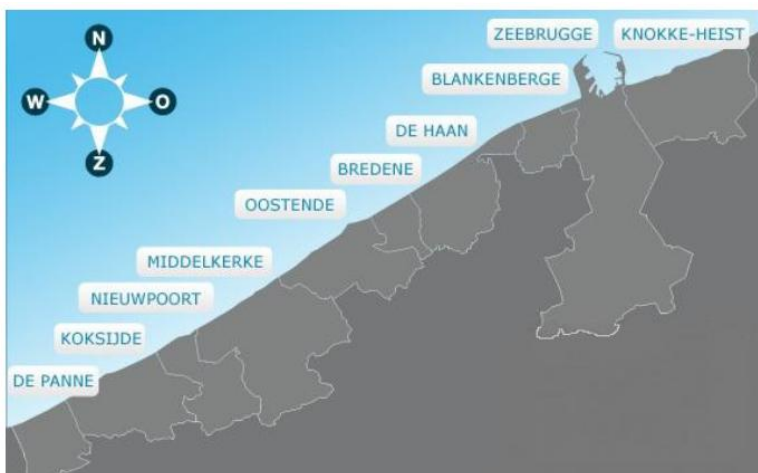 N
W
O
Z
ZEEBRUGGE
KNOKKE-HEIST
BLANKENBERGE
DE HAAN
BREDENE
OOSTENDE
MIDDELKERKE
NIEUWPOORT
KOKSIJDE
DE PANNE